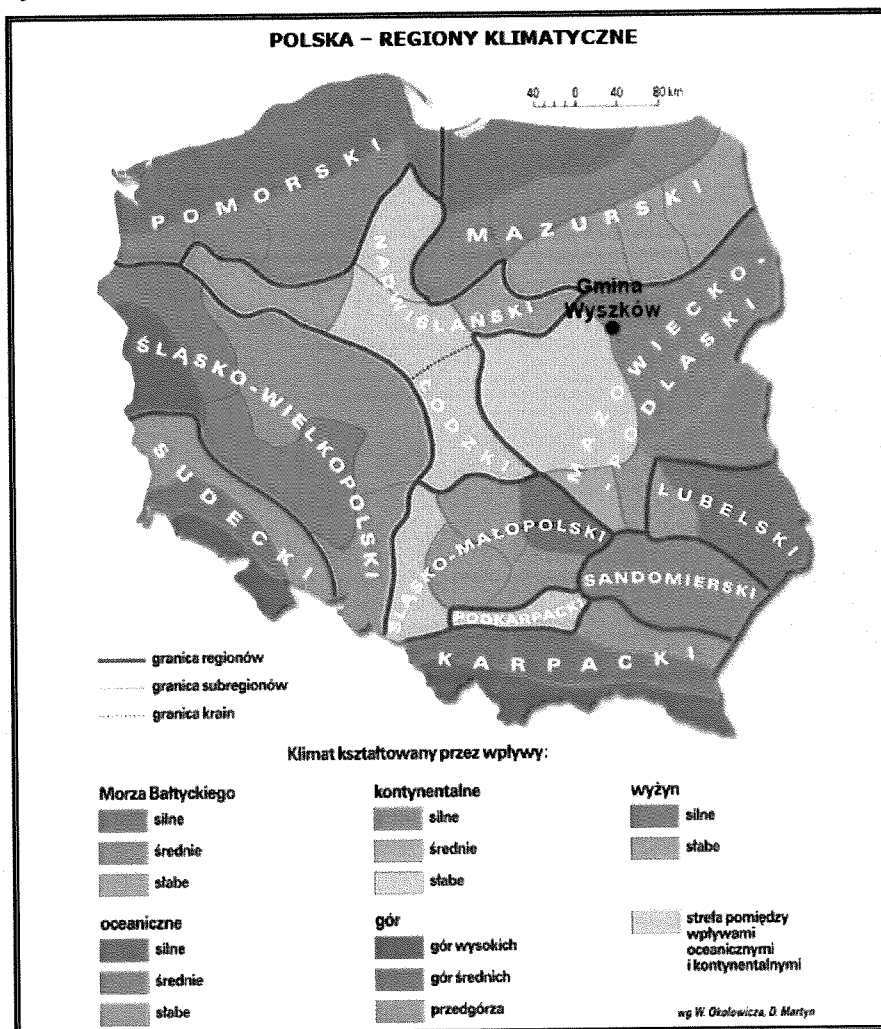 POLSKA – REGIONY KLIMATYCZNE
40 0 40 80 km
POMORSKI
MAZURSKI
NADWIŚLAŃSKI
Gmina
Wyszków
MAZOWIECKO-
-PODLASKI
ŚLĄSKO-WIELKOPOLSKI
ŁÓDZKI
SUDECKI
LUBELSKI
ŚLĄSKO-MAŁOPOLSKI
SANDOMIERSKI
PODKARPACKI
KARPACKI
granica regionów
granica subregionów
granica krain
Klimat kształtowany przez wpływy:
Morza Bałtyckiego
silne
średnie
słabe
kontynentalne
silne
średnie
słabe
wyżyn
silne
słabe
oceaniczne
silne
średnie
słabe
gór
gór wysokich
gór średnich
przedgórza
strefa pomiędzy
wpływami
oceanicznymi
i kontynentalnymi
wg W. Okołowicza, D. Martyn